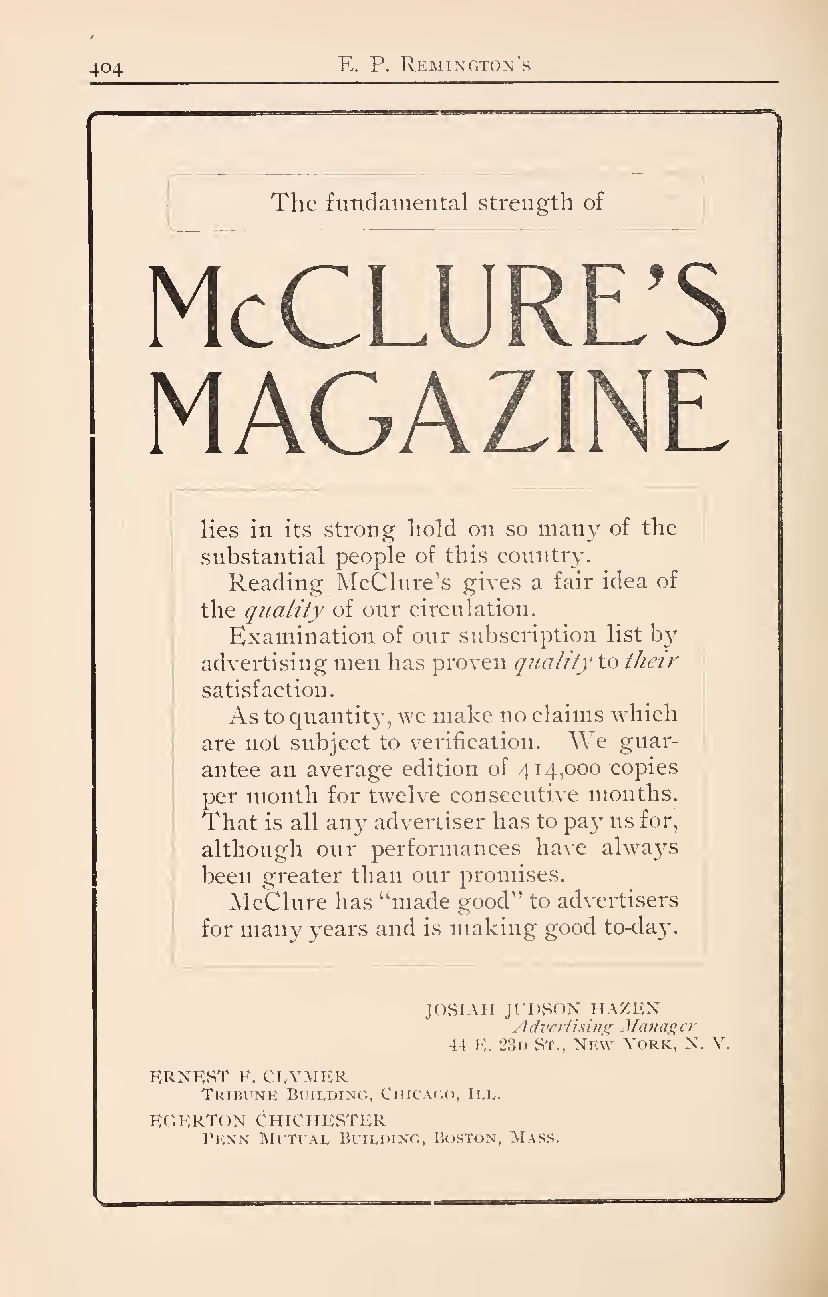 404
E. P. Remington's
The fundamental strength of
McCLURE'S
MAGAZINE
lies in its strong hold on so many of the
substantial people of this country.
Reading McClure's gives a fair idea of
the quality of our circulation.
Examination of our subscription list by
advertising men has proven quality to their
satisfaction.
As to quantity, we make no claims which
are not subject to verification. We guar-
antee an average edition of 414,000 copies
per month for twelve consecutive months.
That is all any advertiser has to pay us for,
although our performances have always
been greater than our promises.
McClure has "made good" to advertisers
for many years and is making good to-day.
JOSIAH JUDSON HAZEN
Advertising Manager
44 E. 23d St., New York, N. Y.
ERNEST F. CLYMER
Tribune Building, Chicago, Ill.
EGERTON CHICHESTER
Penn Mutual Building, Boston, Mass.